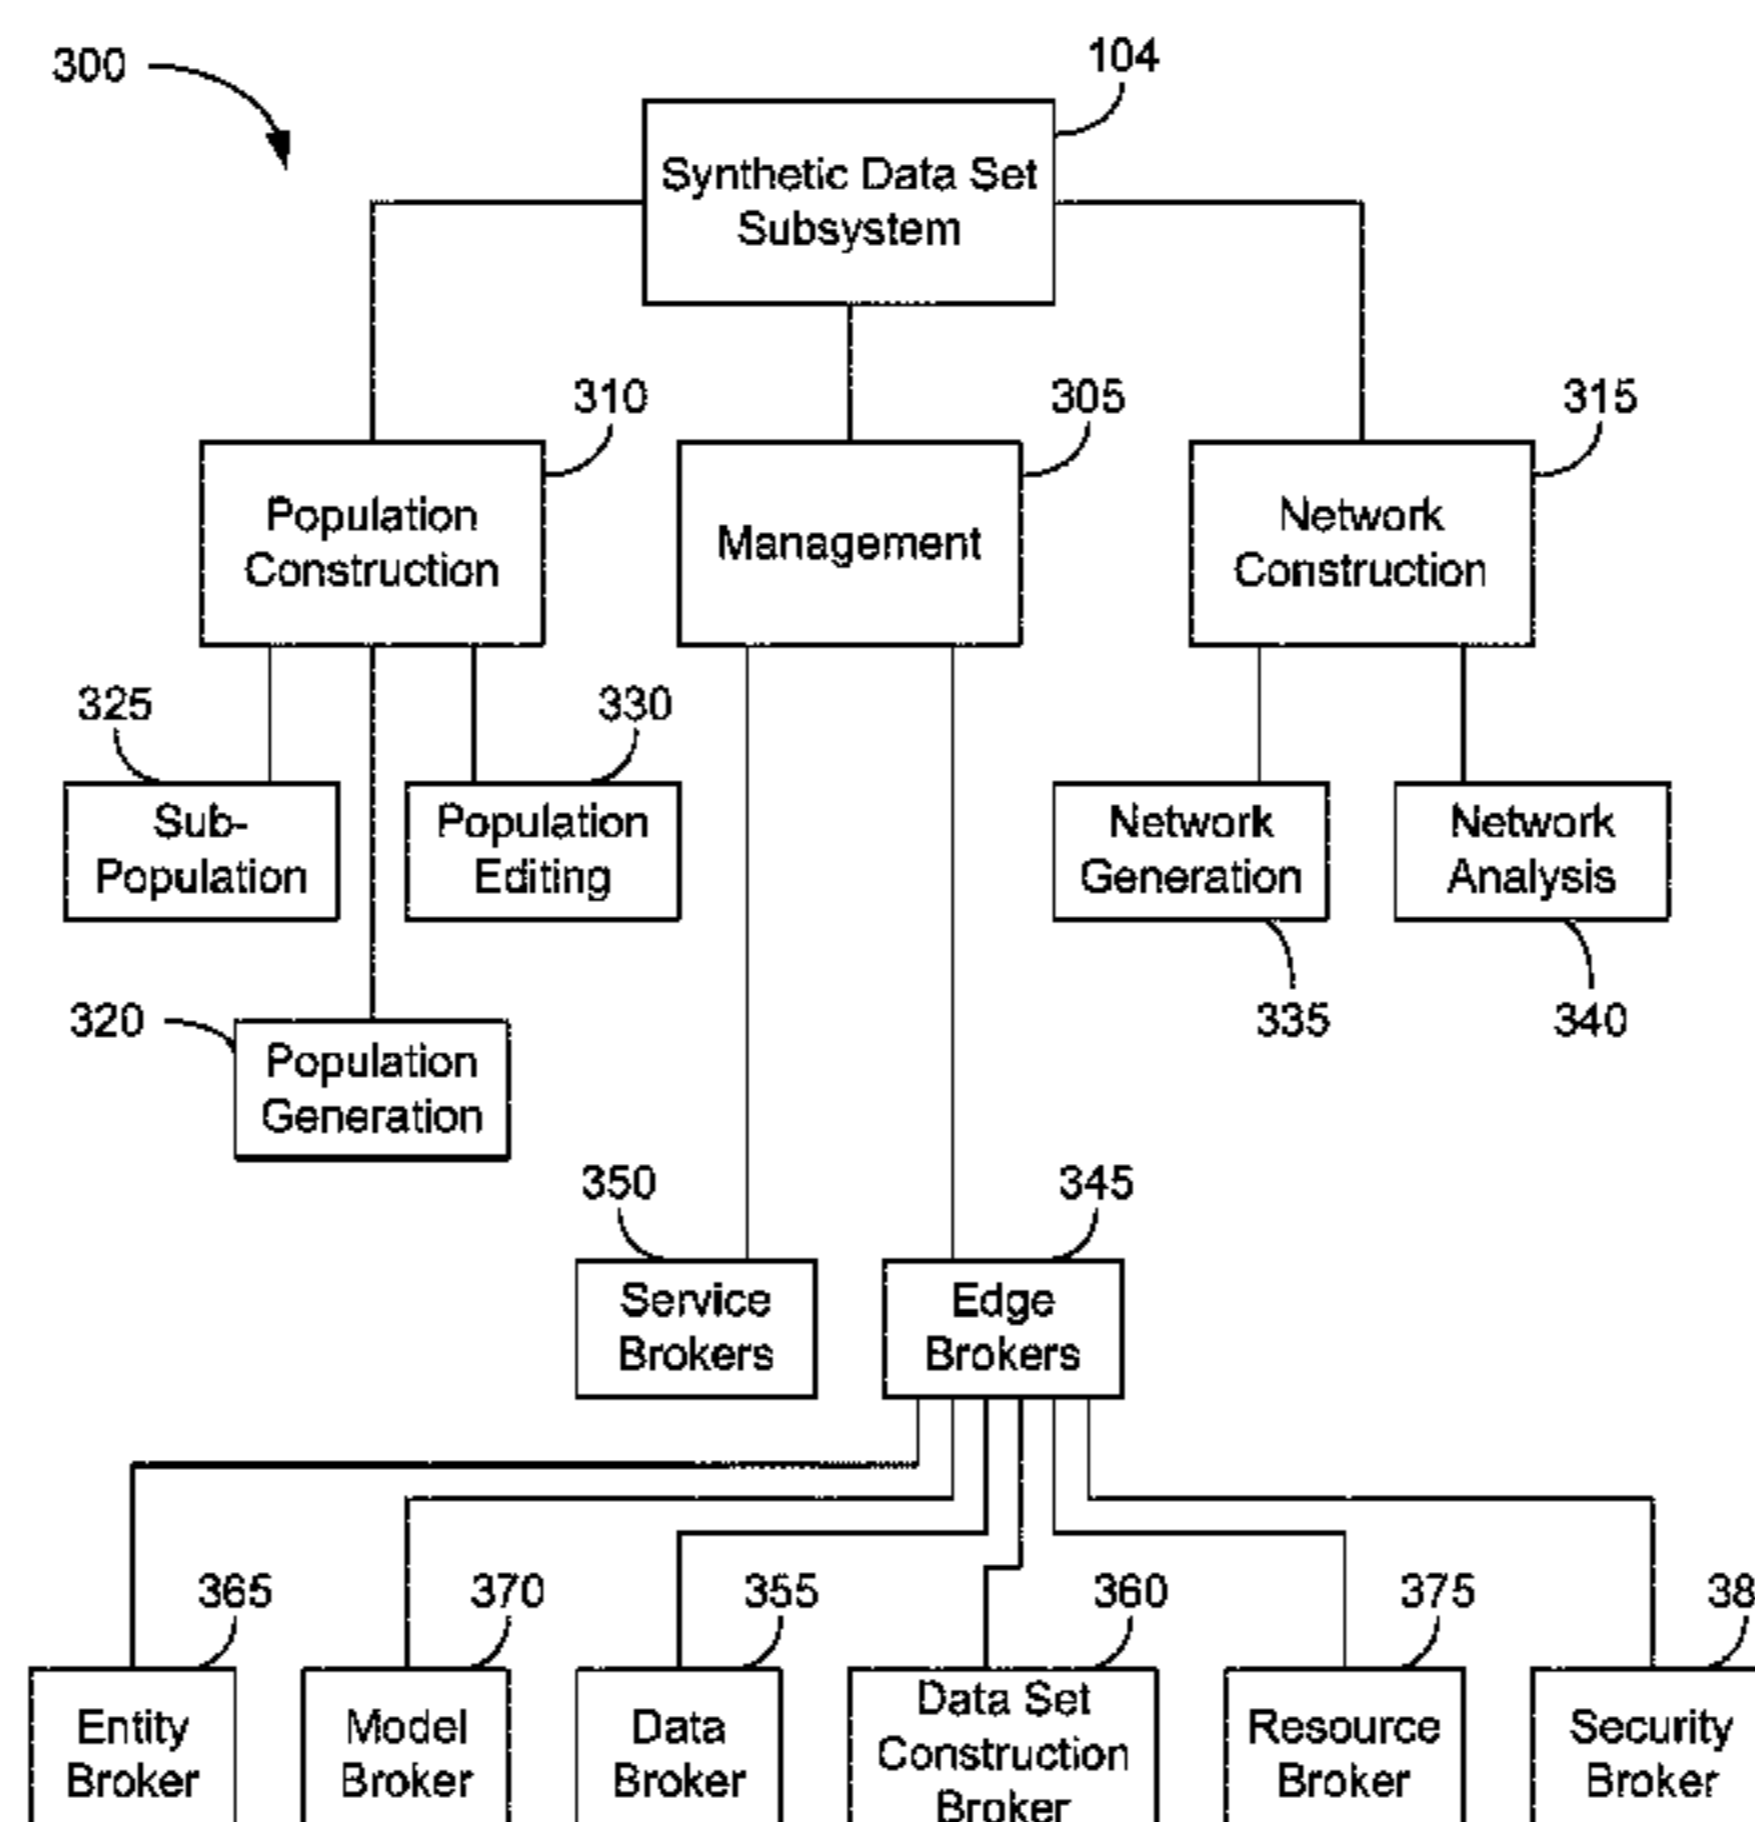 300
104
Synthetic Data Set
Subsystem
310
305
315
Population
Construction
Management
Network
Construction
325
330
Sub-
Population
Population
Editing
Network
Generation
Network
Analysis
320
335
340
Population
Generation
350
345
Service
Brokers
Edge
Brokers
365
370
355
360
375
38
Entity
Broker
Model
Broker
Data
Broker
Data Set
Construction
Broker
Resource
Broker
Security
Broker